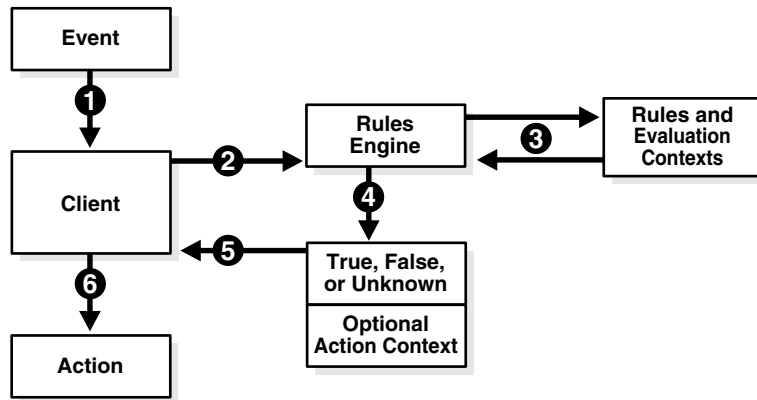 Event
1
Client
2
Rules
Engine
3
Rules and
Evaluation
Contexts
4
True, False,
or Unknown
Optional
Action Context
5
6
Action